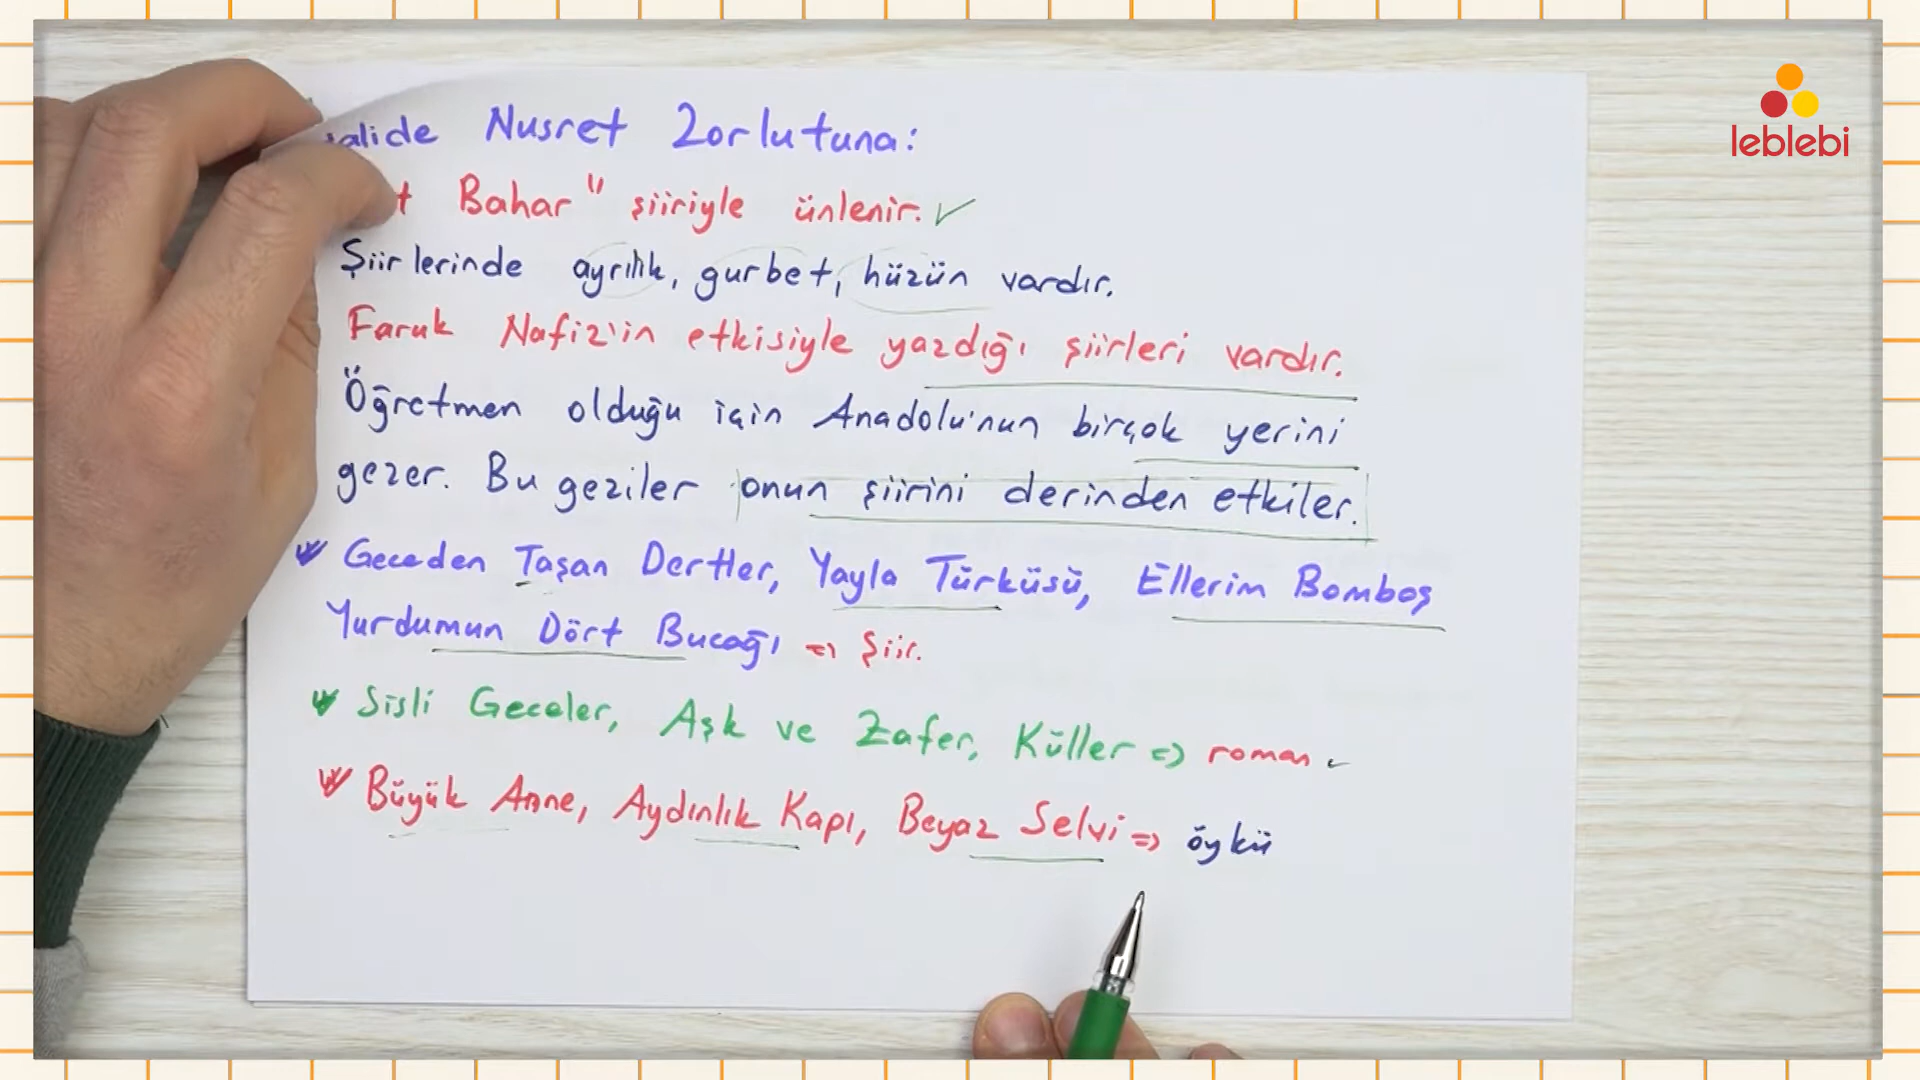 alide Nusret Zorlutuna:
t Bahar" şiiriyle ünlenir.
Şiirlerinde ayrılık, gurbet, hüzün vardır.
Faruk Nafiz'in etkisiyle yazdığı şiirleri vardır.
Öğretmen olduğu için Anadolu'nun birçok yerini
gezer. Bu geziler onun şiirini derinden etkiler.
Geceden Taşan Dertler, Yayla Türküsü, Ellerim Bomboş
Yurdumun Dört Bucağı => Şiir.
Sisli Geceler, Aşk ve Zafer, Küller => roman
Büyük Anne, Aydınlık Kapı, Beyaz Selvi => öykü
leblebi